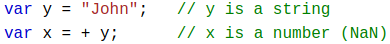 var y = "John";   // y is a string
var x = + y;      // x is a number (NaN)